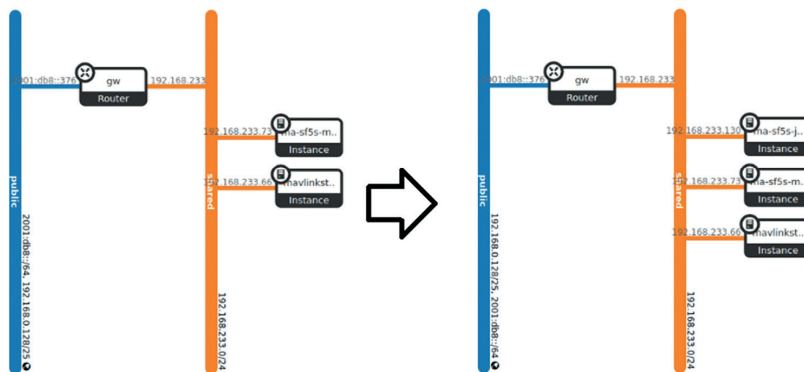 2001:db8::376
gw
192.168.233
Router
192.168.233.73
ma-sf5s-m..
Instance
192.168.233.66
mavlinkst..
Instance
public
shared
2001:db8::/64, 192.168.0.128/25
192.168.233.0/24
2001:db8::376
gw
192.168.233
Router
192.168.233.130
ma-sf5s-j..
Instance
192.168.233.73
ma-sf5s-m..
Instance
192.168.233.66
mavlinkst..
Instance
public
shared
192.168.0.128/25, 2001:db8::/64
192.168.233.0/24